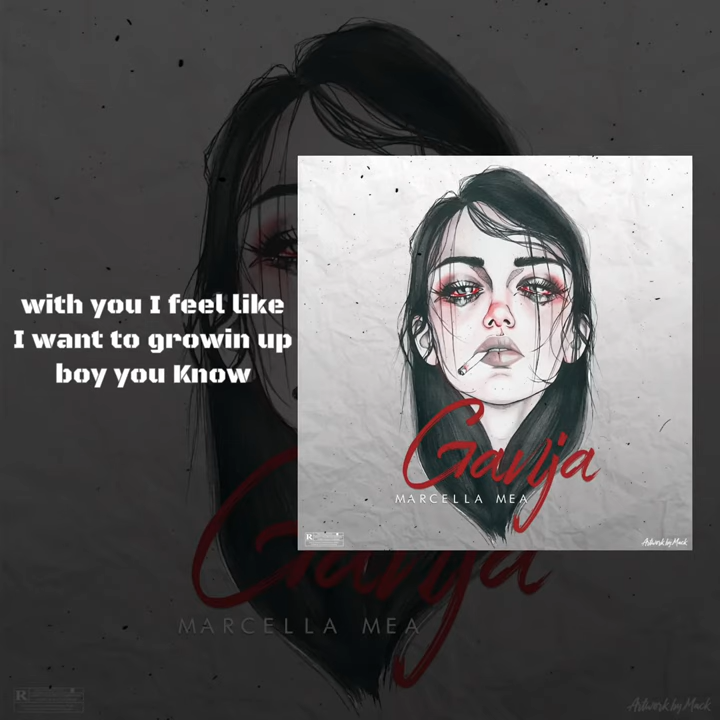 with you I feel like
I want to growin up
boy you Know
Ganja
MARCELLA MEA
R
Artwork by Mack
Ganja
MARCELLA MEA
R
Artwork by Mack